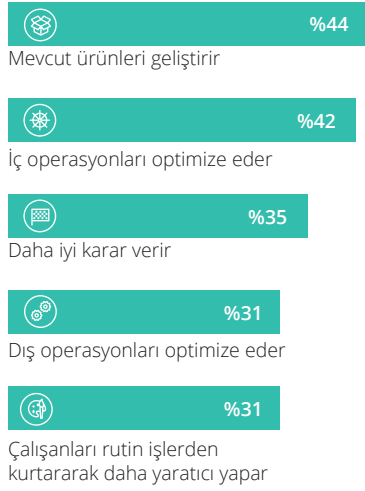 %44
Mevcut ürünleri geliştirir
%42
İç operasyonları optimize eder
%35
Daha iyi karar verir
%31
Dış operasyonları optimize eder
%31
Çalışanları rutin işlerden
kurtararak daha yaratıcı yapar